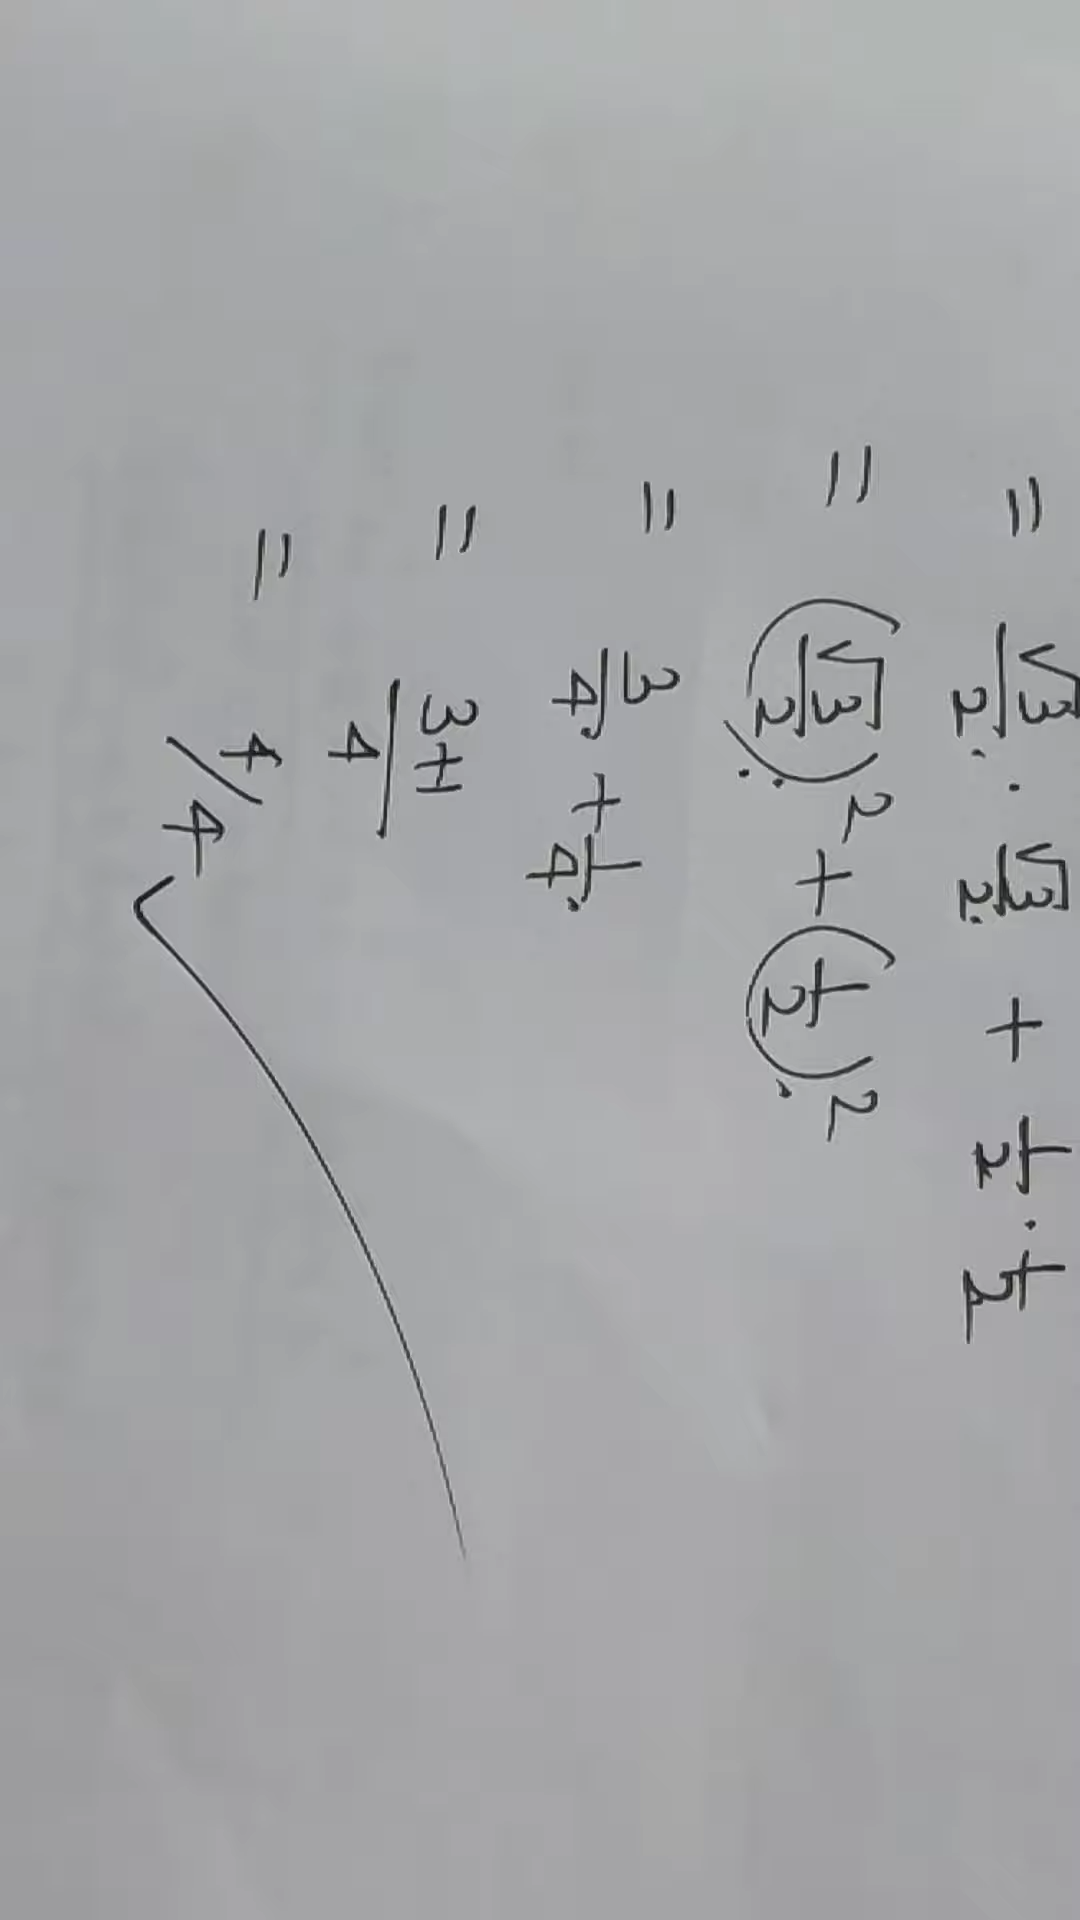 = √3/2 · √3/2 + 1/2 · 1/2
= (√3/2)² + (1/2)²
= 3/4 + 1/4
= 3+1/4
= 4/4